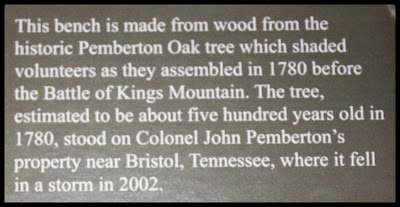 This bench is made from wood from the
historic Pemberton Oak tree which shaded
volunteers as they assembled in 1780 before
the Battle of Kings Mountain. The tree,
estimated to be about five hundred years old in
1780, stood on Colonel John Pemberton's
property near Bristol, Tennessee, where it fell
in a storm in 2002.